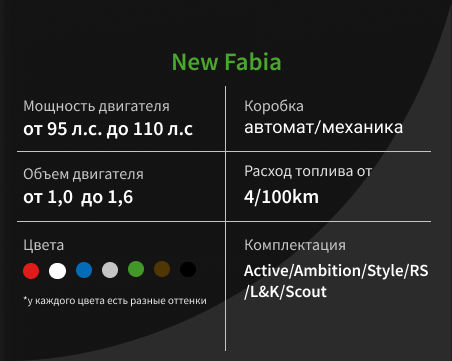 New Fabia
Мощность двигателя
от 95 л.с. до 110 л.с
Коробка
автомат/механика
Объем двигателя
от 1,0 до 1,6
Расход топлива от
4/100km
Цвета
*у каждого цвета есть разные оттенки
Комплектация
Active/Ambition/Style/RS
/L&K/Scout